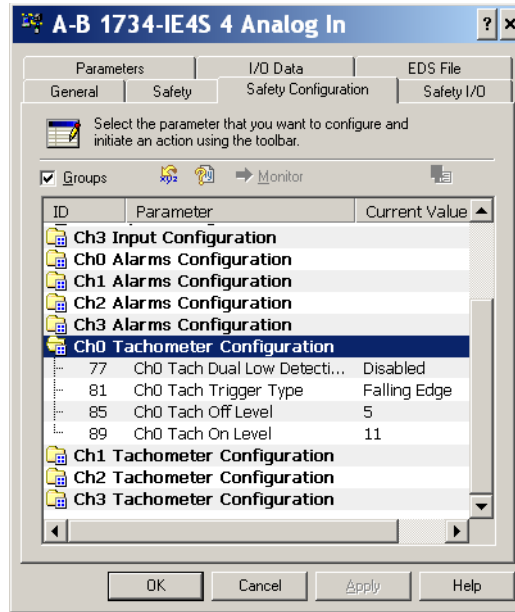 A-B 1734-IE4S 4 Analog In
? x
Parameters I/O Data EDS File
General Safety Safety Configuration Safety I/O
Select the parameter that you want to configure and
initiate an action using the toolbar.
Groups xyz Monitor
ID Parameter Current Value
Ch3 Input Configuration
Ch0 Alarms Configuration
Ch1 Alarms Configuration
Ch2 Alarms Configuration
Ch3 Alarms Configuration
Ch0 Tachometer Configuration
77 Ch0 Tach Dual Low Detecti... Disabled
81 Ch0 Tach Trigger Type Falling Edge
85 Ch0 Tach Off Level 5
89 Ch0 Tach On Level 11
Ch1 Tachometer Configuration
Ch2 Tachometer Configuration
Ch3 Tachometer Configuration
OK Cancel Apply Help